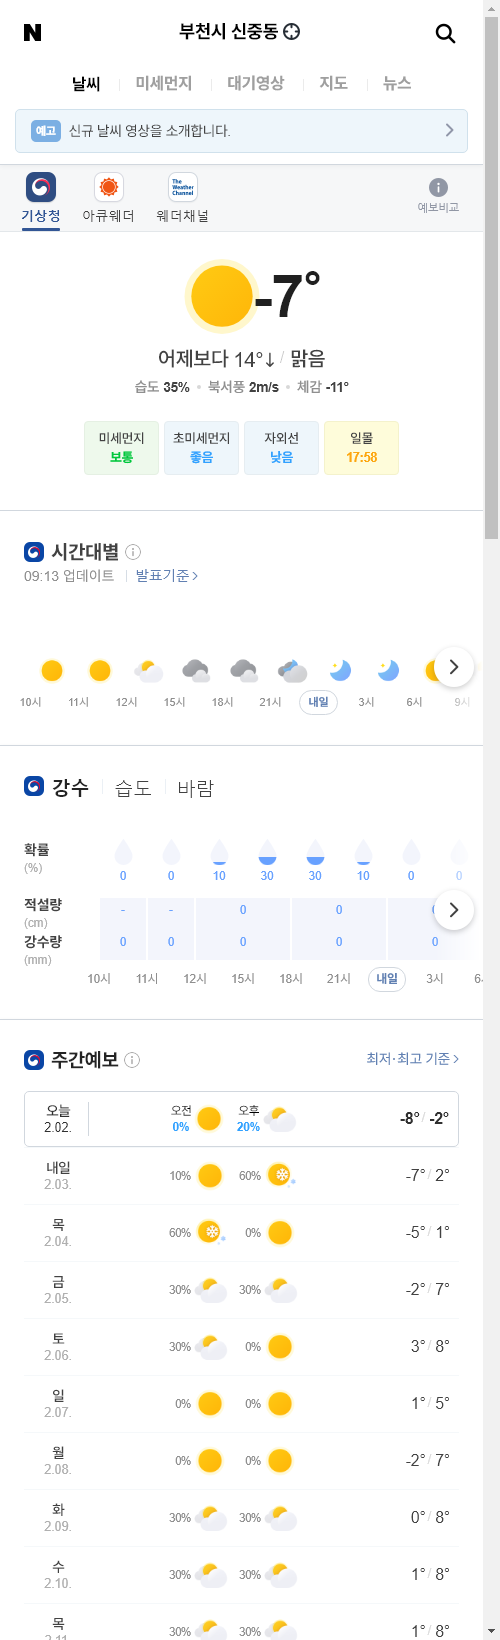 N
부천시 신중동
날씨 미세먼지 대기영상 지도 뉴스
예고 신규 날씨 영상을 소개합니다.
The Weather Channel
기상청 아큐웨더 웨더채널 예보비교
-7°
어제보다 14°↓ / 맑음
습도 35% • 북서풍 2m/s • 체감 -11°
미세먼지 초미세먼지 자외선 일몰
보통 좋음 낮음 17:58
시간대별
09:13 업데이트 발표기준 >
10시 11시 12시 15시 18시 21시 내일 3시 6시 9시
강수 습도 바람
확률
(%)
0 0 10 30 30 10 0 0
적설량
(cm)
- - 0 0
강수량
(mm)
0 0 0 0 0
10시 11시 12시 15시 18시 21시 내일 3시
주간예보
최저·최고 기준 >
오늘 2.02. 오전 0% 오후 20% -8° / -2°
내일 2.03. 10% 60% -7° / 2°
목 2.04. 60% 0% -5° / 1°
금 2.05. 30% 30% -2° / 7°
토 2.06. 30% 0% 3° / 8°
일 2.07. 0% 0% 1° / 5°
월 2.08. 0% 0% -2° / 7°
화 2.09. 30% 30% 0° / 8°
수 2.10. 30% 30% 1° / 8°
목 2.11. 30% 30% 1° / 8°